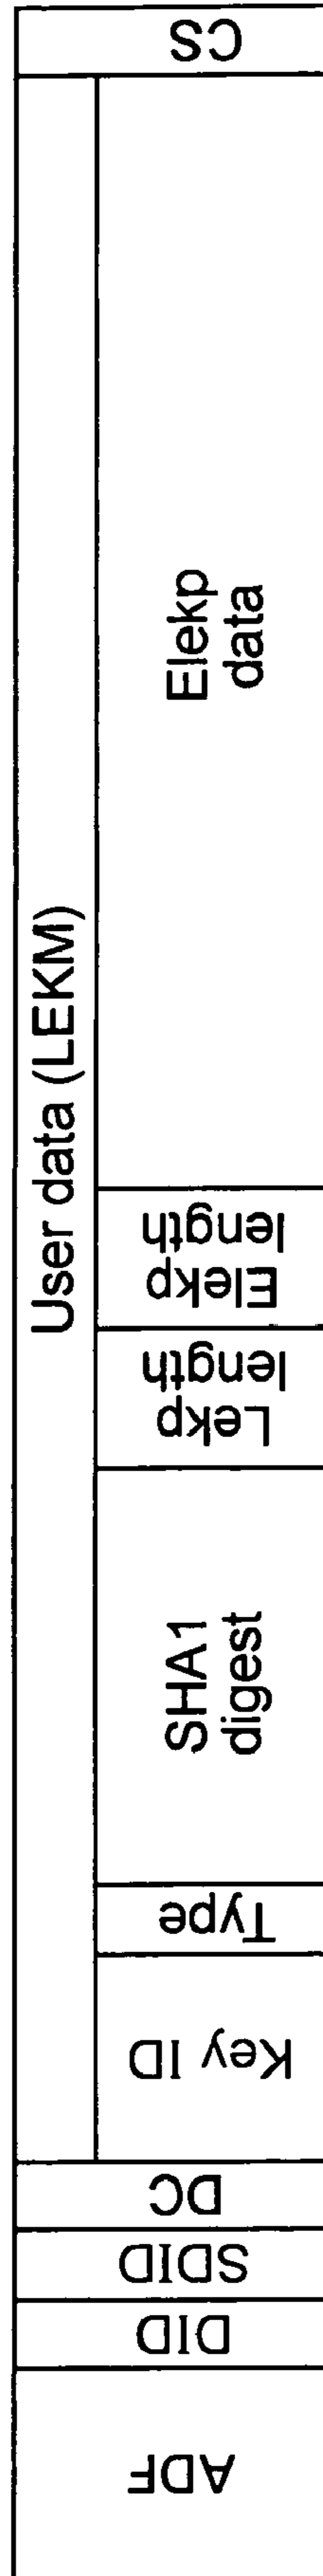 ADF
DID
SDID
DC
User data (LEKM)
Key ID
Type
SHA1
digest
Lekp
length
Elekp
length
Elekp
data
CS